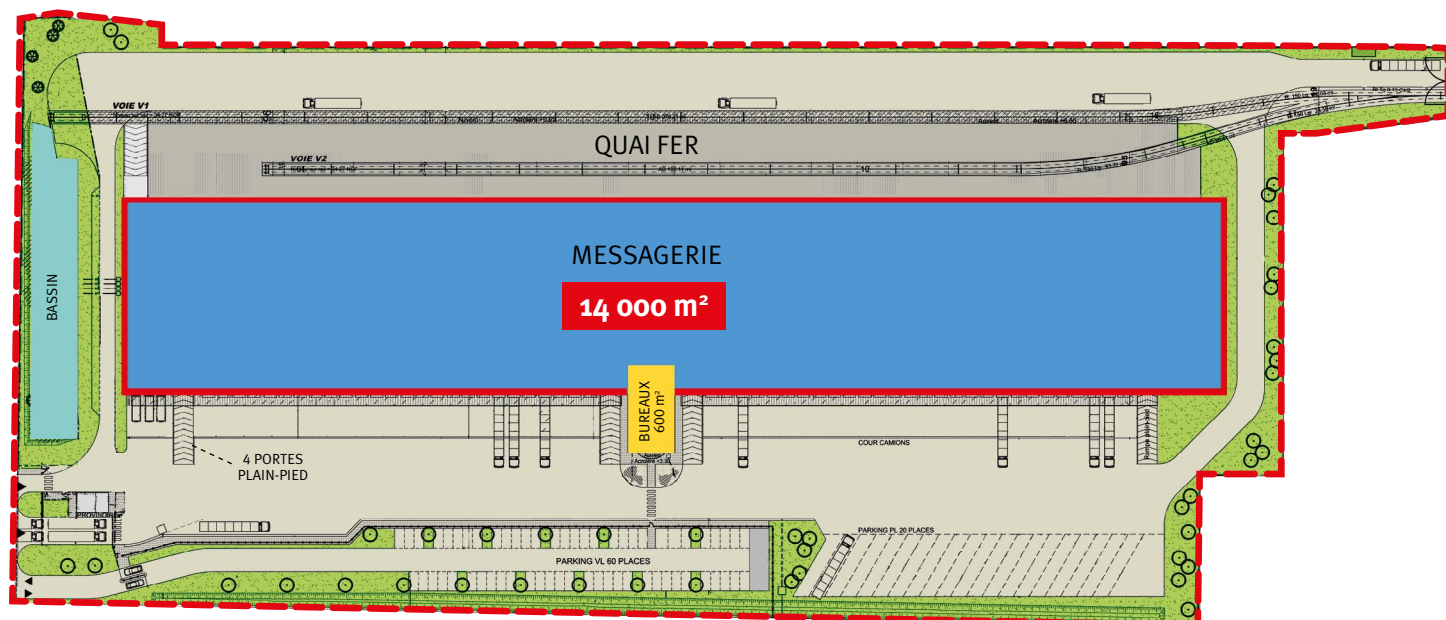 VOIE V1
QUAI FER
VOIE V2
MESSAGERIE
14 000 m²
BASSIN
BUREAUX
600 m²
COUR CAMIONS
4 PORTES
PLAIN-PIED
PARKING PL 20 PLACES
PARKING VL 60 PLACES